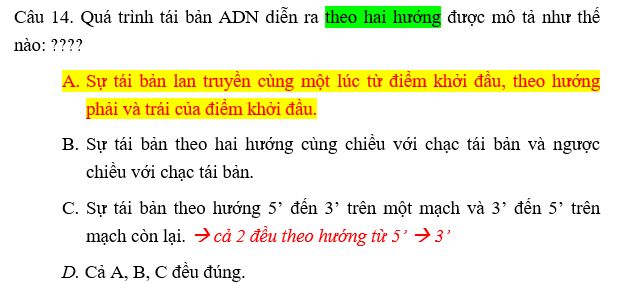 Câu 14. Quá trình tái bản ADN diễn ra theo hai hướng được mô tả như thế
nào: ????
A. Sự tái bản lan truyền cùng một lúc từ điểm khởi đầu, theo hướng
phải và trái của điểm khởi đầu.
B. Sự tái bản theo hai hướng cùng chiều với chạc tái bản và ngược
chiều với chạc tái bản.
C. Sự tái bản theo hướng 5’ đến 3’ trên một mạch và 3’ đến 5’ trên
mạch còn lại. → cả 2 đều theo hướng từ 5’ → 3’
D. Cả A, B, C đều đúng.